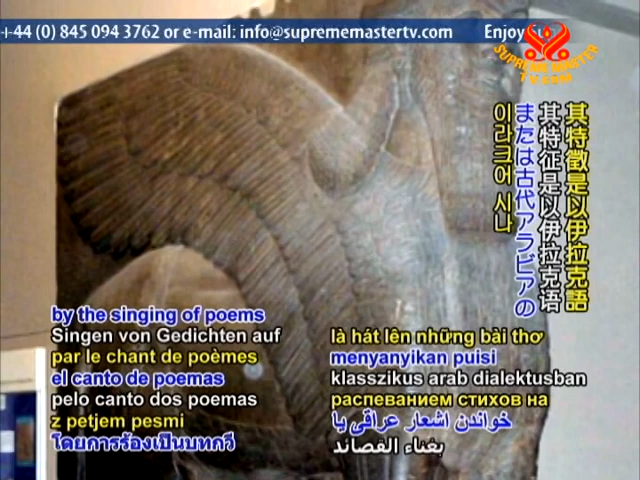 +44 (0) 845 094 3762 or e-mail: info@suprememastertv.com Enjoy
SUPREME MASTER
TV.COM
其特徵是以伊拉克語
其特征是以伊拉克语
または古代アラビアの
이라크어 시나
by the singing of poems
Singen von Gedichten auf
par le chant de poèmes
el canto de poemas
pelo canto dos poemas
z petjem pesmi
โดยการร้องเป็นบทกวี
là hát lên những bài thơ
menyanyikan puisi
klasszikus arab dialektusban
распеванием стихов на
خواندن اشعار عراقی یا
بغناء القصائد